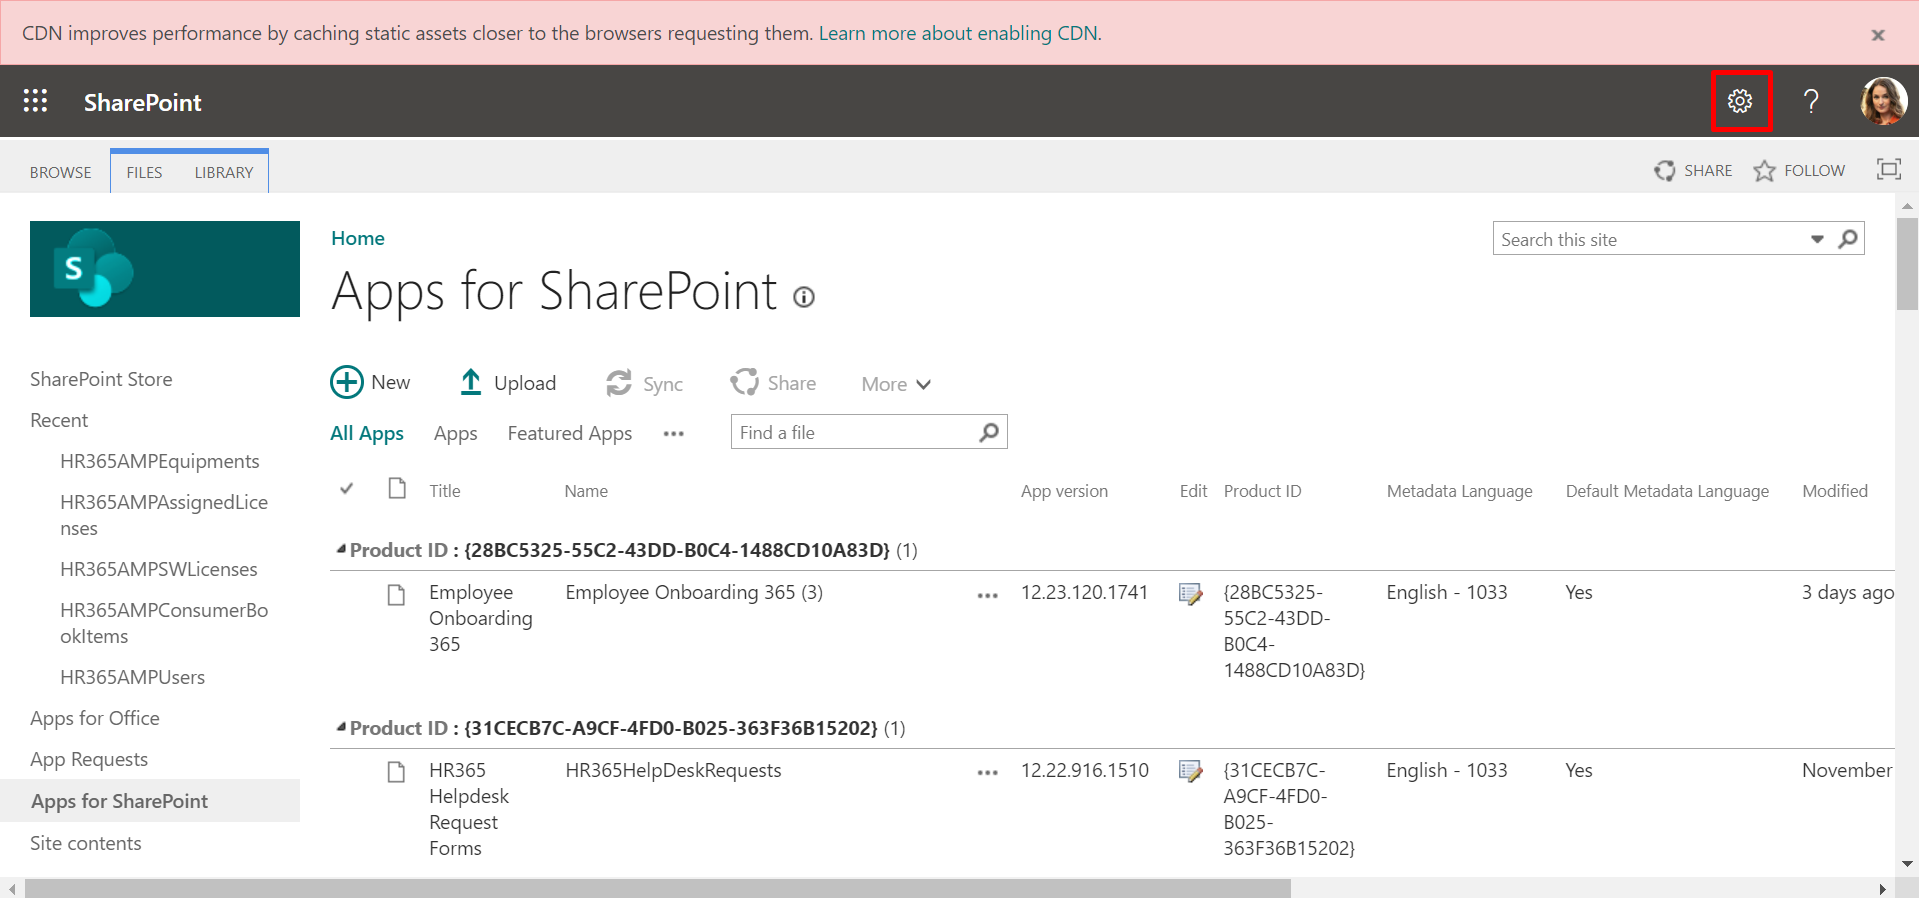 CDN improves performance by caching static assets closer to the browsers requesting them. Learn more about enabling CDN.
SharePoint
?
BROWSE
FILES
LIBRARY
SHARE
FOLLOW
S
Home
Search this site
Apps for SharePoint
SharePoint Store
Recent
HR365AMPEquipments
HR365AMPAssignedLice
nses
HR365AMPSWLicenses
HR365AMPConsumerBo
okItems
HR365AMPUsers
Apps for Office
App Requests
Apps for SharePoint
Site contents
New
Upload
Sync
Share
More
All Apps
Apps
Featured Apps
Find a file
Title
Name
App version
Edit
Product ID
Metadata Language
Default Metadata Language
Modified
Product ID : {28BC5325-55C2-43DD-B0C4-1488CD10A83D} (1)
Employee
Onboarding
365
Employee Onboarding 365 (3)
12.23.120.1741
{28BC5325-
55C2-43DD-
B0C4-
1488CD10A83D}
English - 1033
Yes
3 days ago
Product ID : {31CECB7C-A9CF-4FD0-B025-363F36B15202} (1)
HR365
Helpdesk
Request
Forms
HR365HelpDeskRequests
12.22.916.1510
{31CECB7C-
A9CF-4FD0-
B025-
363F36B15202}
English - 1033
Yes
November